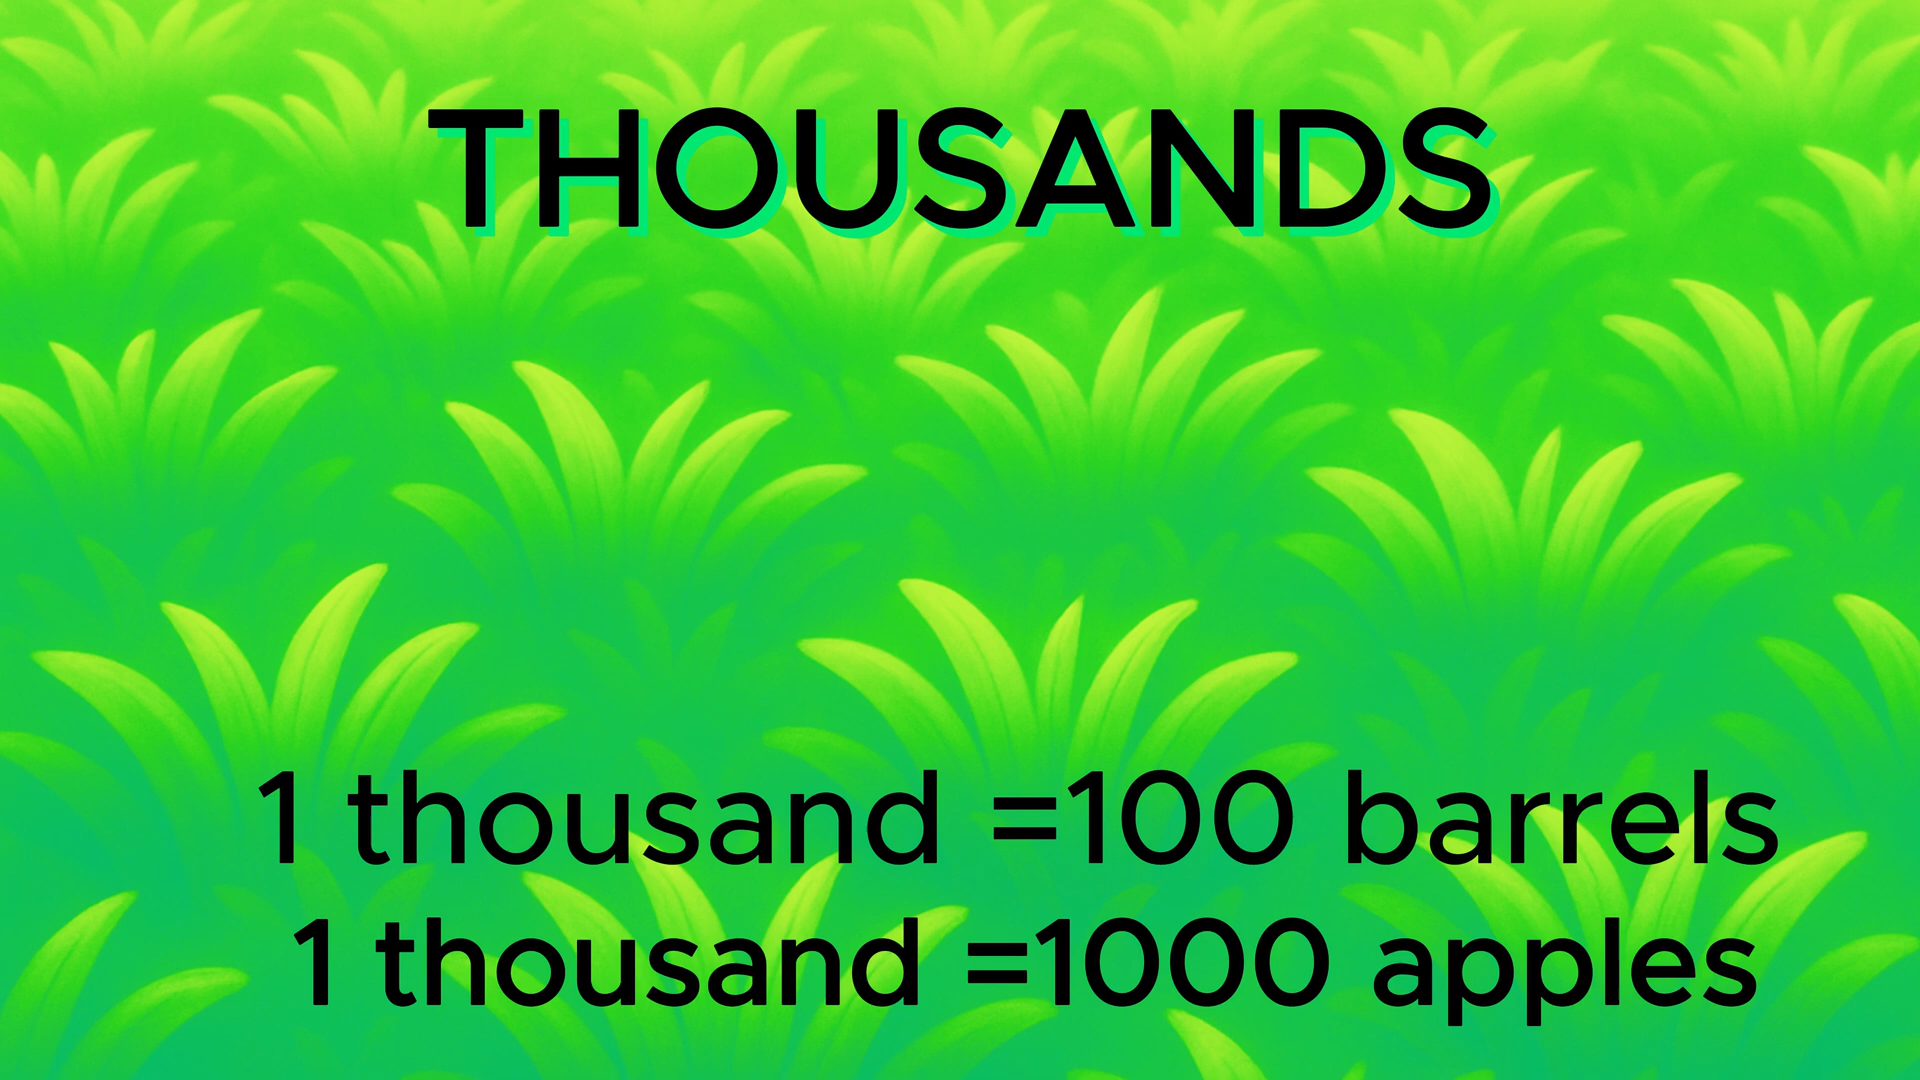 THOUSANDS
1 thousand =100 barrels
1 thousand =1000 apples